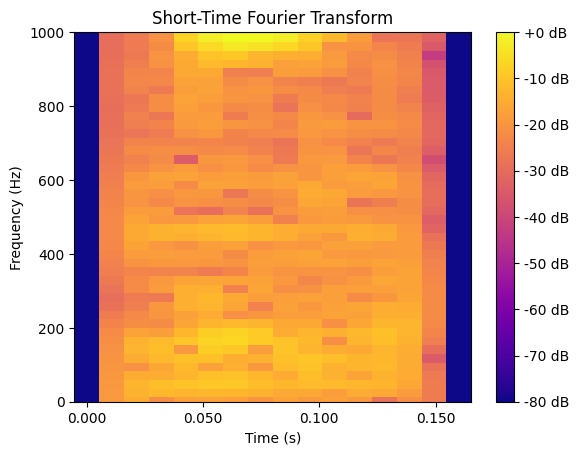 Short-Time Fourier Transform
1000
800
600
400
200
0
Frequency (Hz)
0.000
0.050
0.100
0.150
Time (s)
+0 dB
-10 dB
-20 dB
-30 dB
-40 dB
-50 dB
-60 dB
-70 dB
-80 dB